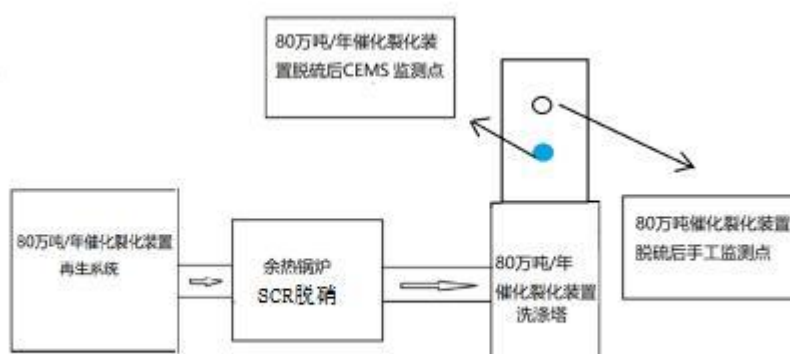 80万吨/年催化裂化装
置脱硫后CEMS 监测点
80万吨/年催化裂化装置
再生系统
余热锅炉
SCR脱硝
80万吨/年
催化裂化装置
洗涤塔
80万吨催化裂化装置
脱硫后手工监测点